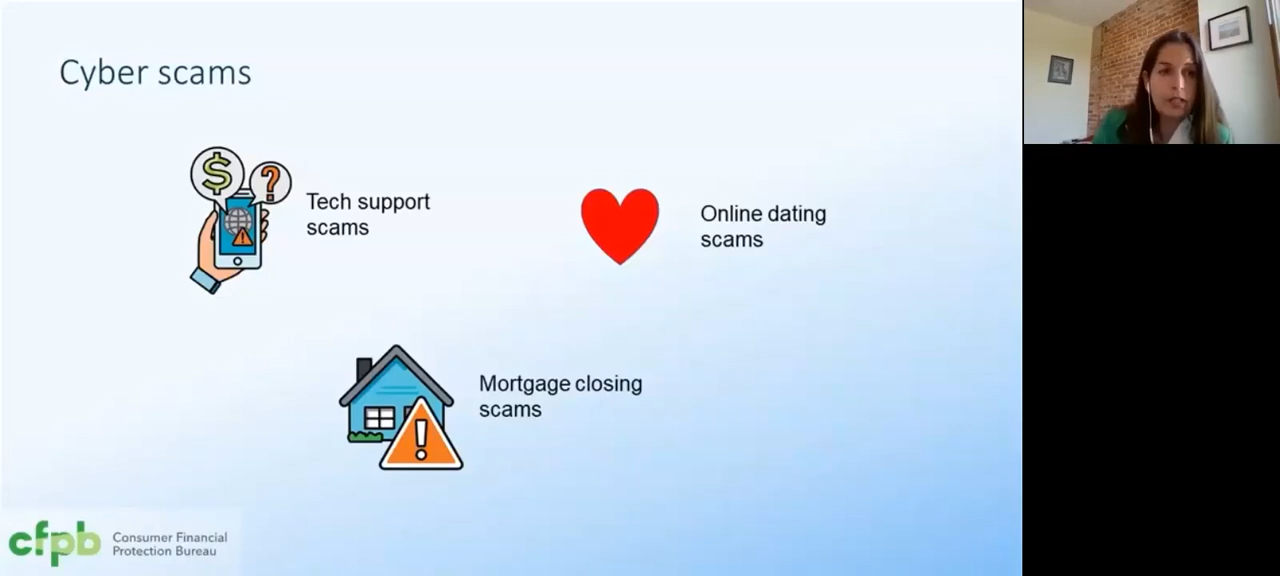 Cyber scams
$
?
Tech support
scams
Online dating
scams
Mortgage closing
scams
!
cfpb
Consumer Financial
Protection Bureau